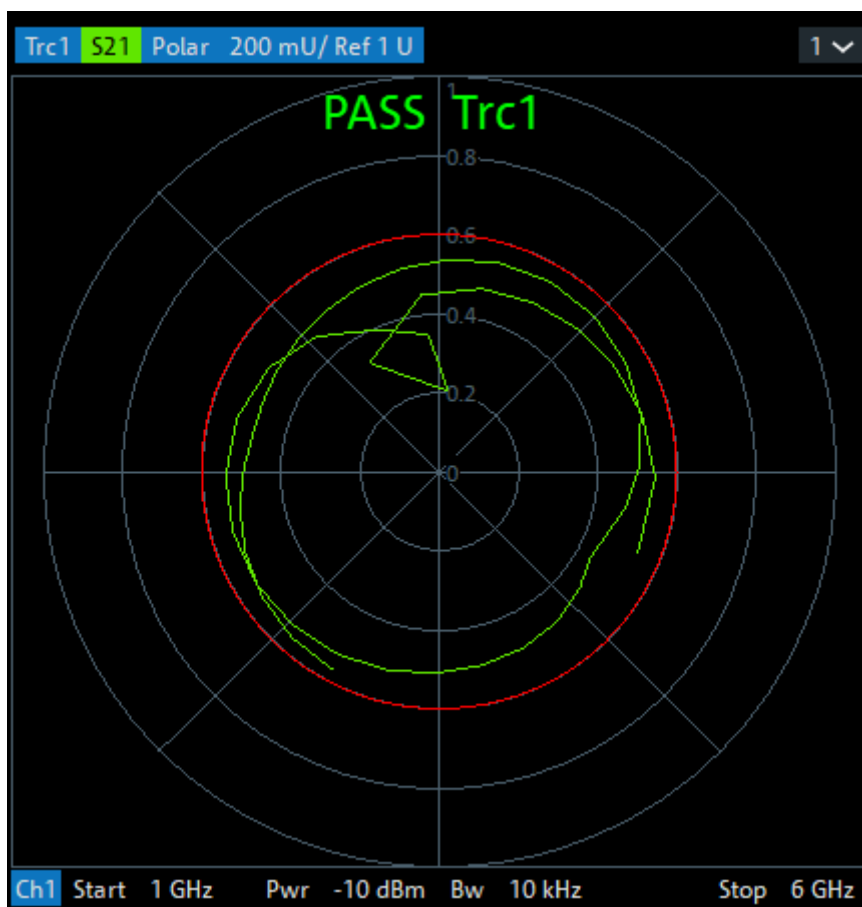 Trc1 S21 Polar 200 mU/ Ref 1 U 1
PASS Trc1
1
0.8
0.6
0.4
0.2
0
Ch1 Start 1 GHz Pwr -10 dBm Bw 10 kHz Stop 6 GHz